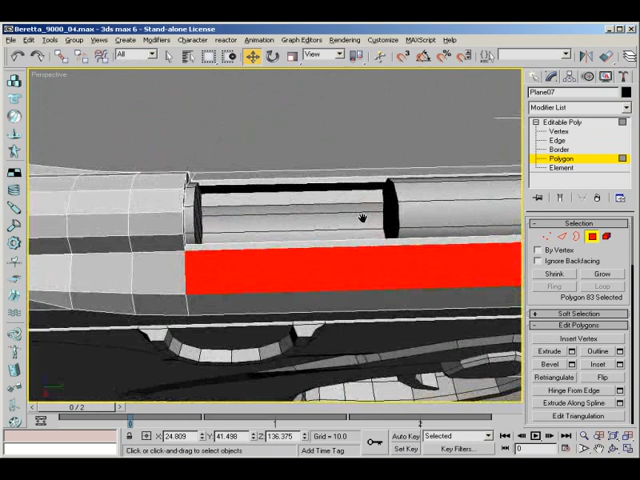 Beretta_9000_04.max - 3ds max 6 - Stand-alone License
File Edit Tools Group Views Create Modifiers Character reactor Animation Graph Editors Rendering Customize MAXScript Help
View
Perspective
Plane07
Modifier List
Editable Poly
Vertex
Edge
Border
Polygon
Element
Selection
By Vertex
Ignore Backfacing
Shrink Grow
Ring Loop
Polygon 83 Selected
Soft Selection
Edit Polygons
Insert Vertex
Extrude Outline
Bevel Inset
Retriangulate Flip
Hinge From Edge
Extrude Along Spline
Edit Triangulation
0 / 2
0 1 2
X: 24.809 Y: 41.498 Z: 136.375 Grid = 10.0 Auto Key Selected
Click or click-and-drag to select objects Add Time Tag Set Key Key Filters... 0